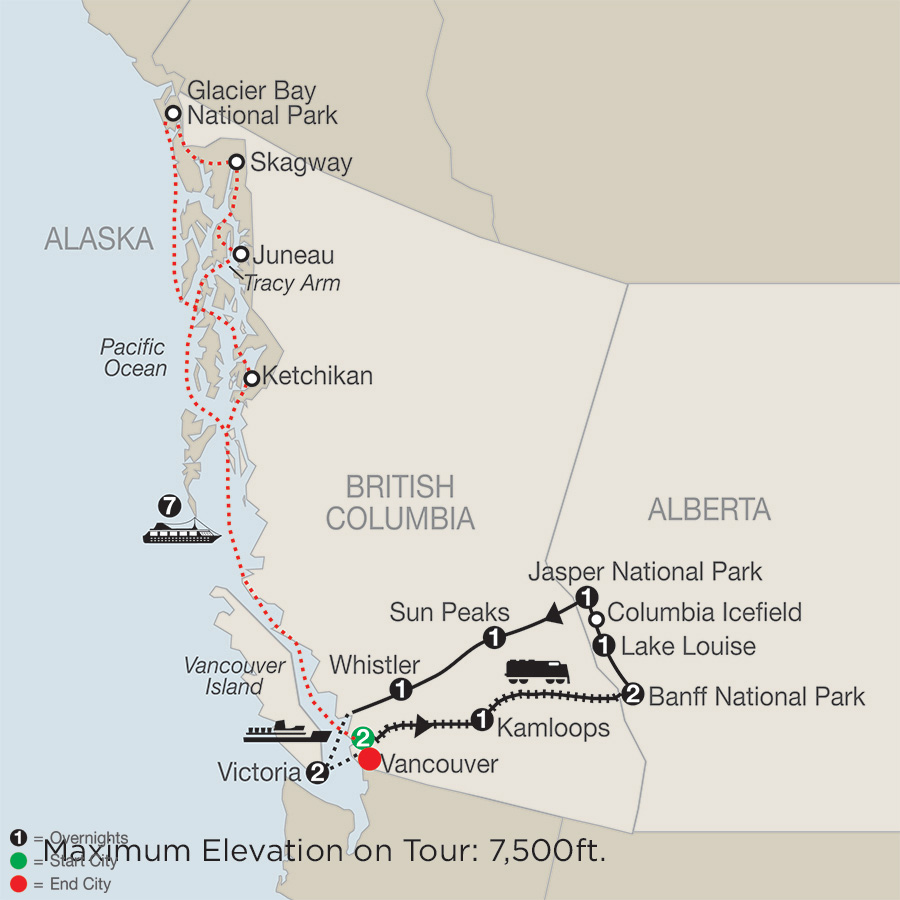 Glacier Bay
National Park
Skagway
ALASKA
Juneau
Tracy Arm
Pacific
Ocean
Ketchikan
BRITISH
COLUMBIA
ALBERTA
7
Jasper National Park
1
Columbia Icefield
Sun Peaks
1
1 Lake Louise
Whistler
1
Vancouver
Island
2 Banff National Park
1 Kamloops
2
Vancouver
Victoria 2
1 = Overnights
Maximum Elevation on Tour: 7,500ft.
= Start City
= End City